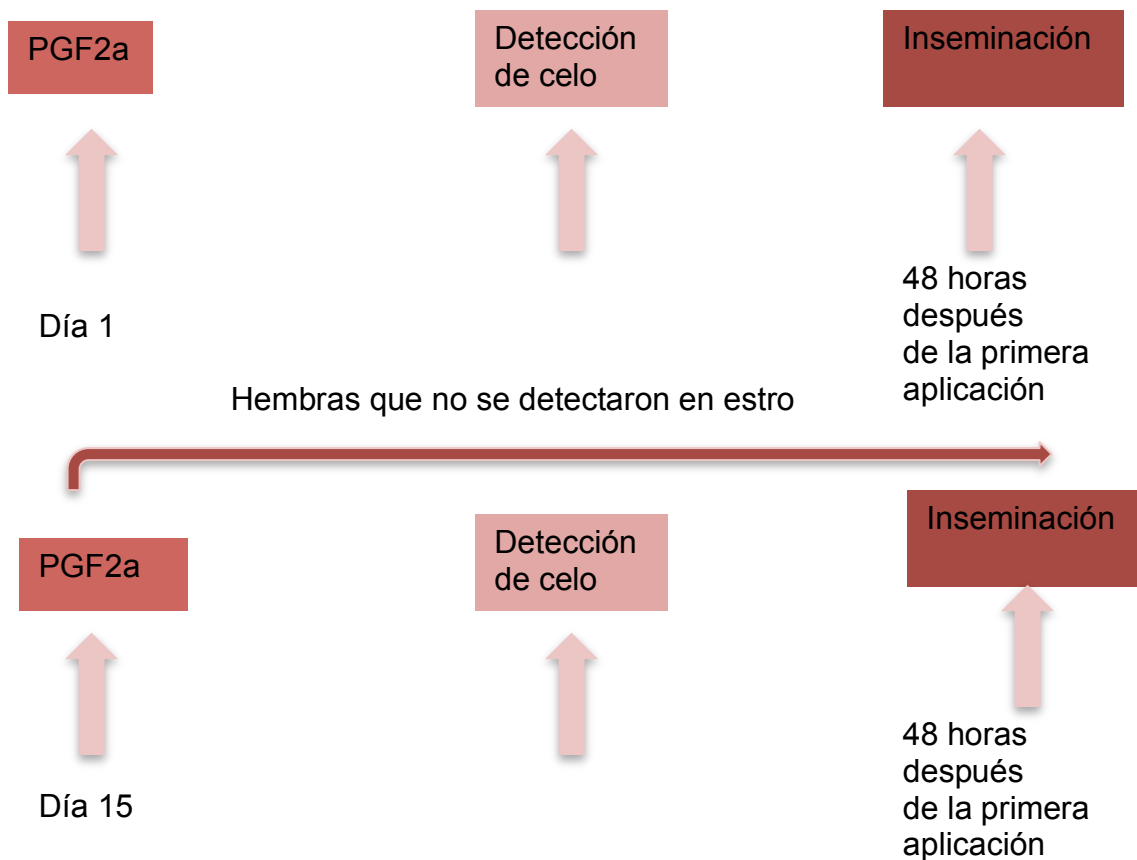 PGF2a
Detección
de celo
Inseminación
Día 1
48 horas
después
de la primera
aplicación
Hembras que no se detectaron en estro
PGF2a
Detección
de celo
Inseminación
Día 15
48 horas
después
de la primera
aplicación